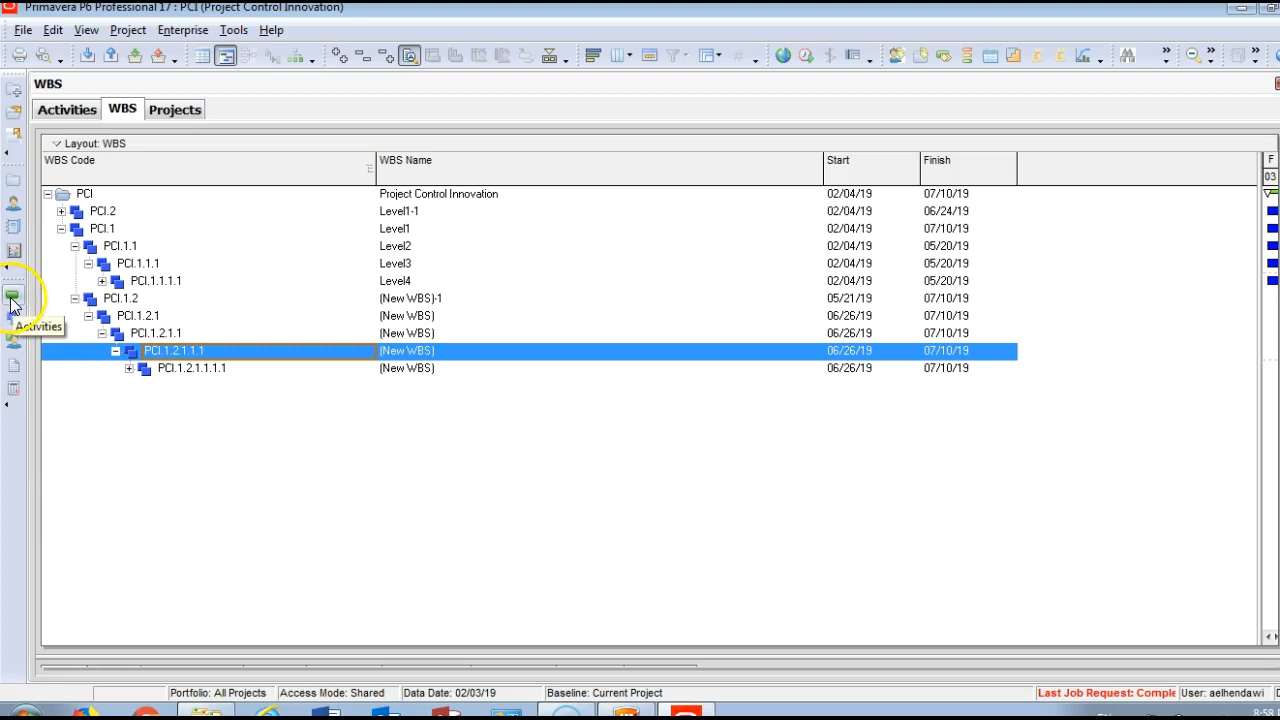 Primavera P6 Professional 17 : PCI (Project Control Innovation)
File Edit View Project Enterprise Tools Help
WBS
Activities WBS Projects
Layout: WBS
WBS Code WBS Name Start Finish F
03
PCI Project Control Innovation 02/04/19 07/10/19
PCI.2 Level1-1 02/04/19 06/24/19
PCI.1 Level1 02/04/19 07/10/19
PCI.1.1 Level2 02/04/19 05/20/19
PCI.1.1.1 Level3 02/04/19 05/20/19
PCI.1.1.1.1 Level4 02/04/19 05/20/19
PCI.1.2 (New WBS)-1 05/21/19 07/10/19
PCI.1.2.1 (New WBS) 06/26/19 07/10/19
PCI.1.2.1.1 (New WBS) 06/26/19 07/10/19
PCI.1.2.1.1.1 (New WBS) 06/26/19 07/10/19
PCI.1.2.1.1.1.1 (New WBS) 06/26/19 07/10/19
Activities
Portfolio: All Projects Access Mode: Shared Data Date: 02/03/19 Baseline: Current Project Last Job Request: Comple User: aelhendawi